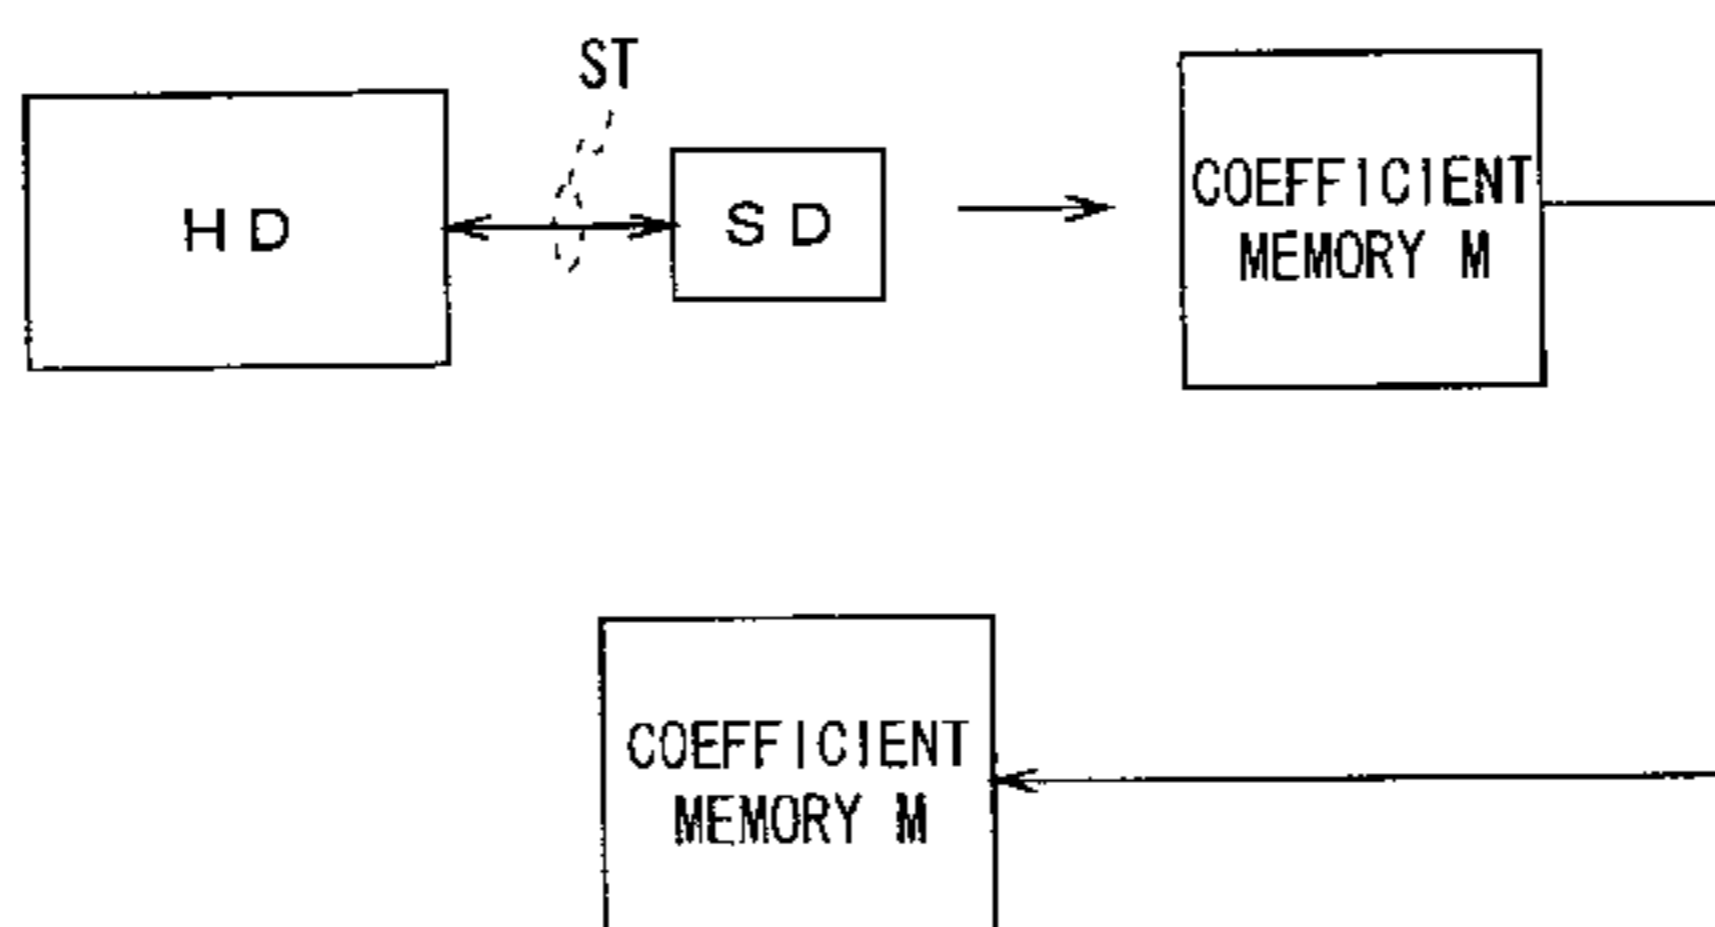 ST
HD
SD
COEFFICIENT
MEMORY M
COEFFICIENT
MEMORY M